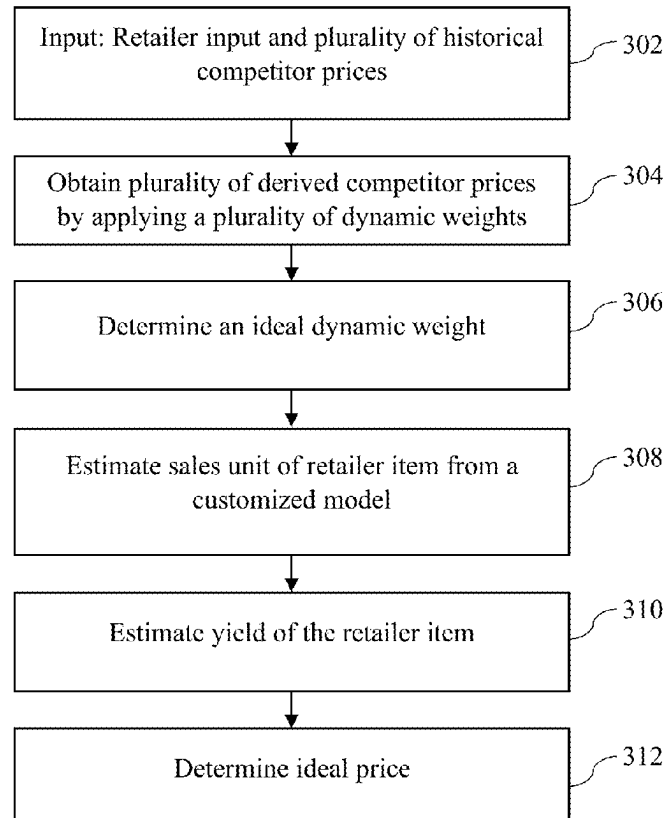 Input: Retailer input and plurality of historical
competitor prices
302
Obtain plurality of derived competitor prices
by applying a plurality of dynamic weights
304
Determine an ideal dynamic weight
306
Estimate sales unit of retailer item from a
customized model
308
Estimate yield of the retailer item
310
Determine ideal price
312